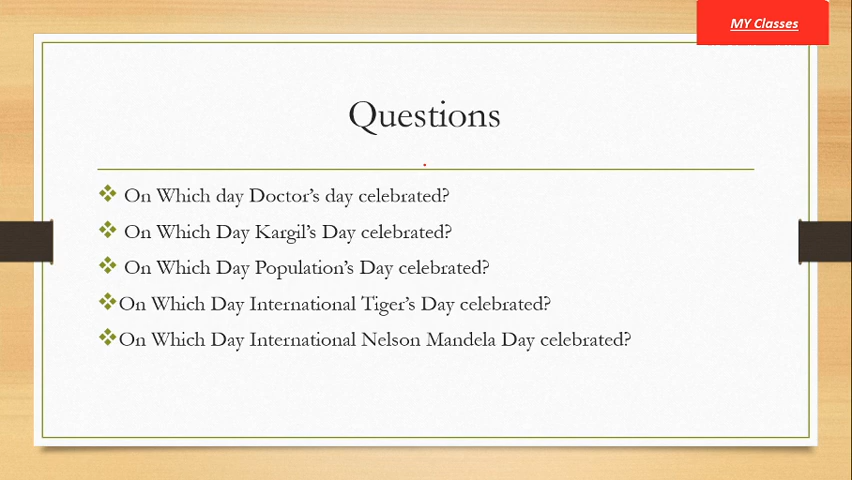 MY Classes
Questions
On Which day Doctor's day celebrated?
On Which Day Kargil's Day celebrated?
On Which Day Population's Day celebrated?
On Which Day International Tiger's Day celebrated?
On Which Day International Nelson Mandela Day celebrated?